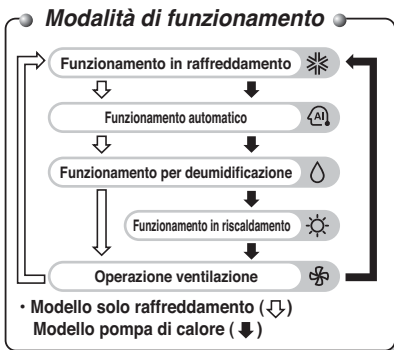 Modalità di funzionamento
Funzionamento in raffreddamento
Funzionamento automatico
AI
Funzionamento per deumidificazione
Funzionamento in riscaldamento
Operazione ventilazione
· Modello solo raffreddamento (⇩)
Modello pompa di calore (⬇)